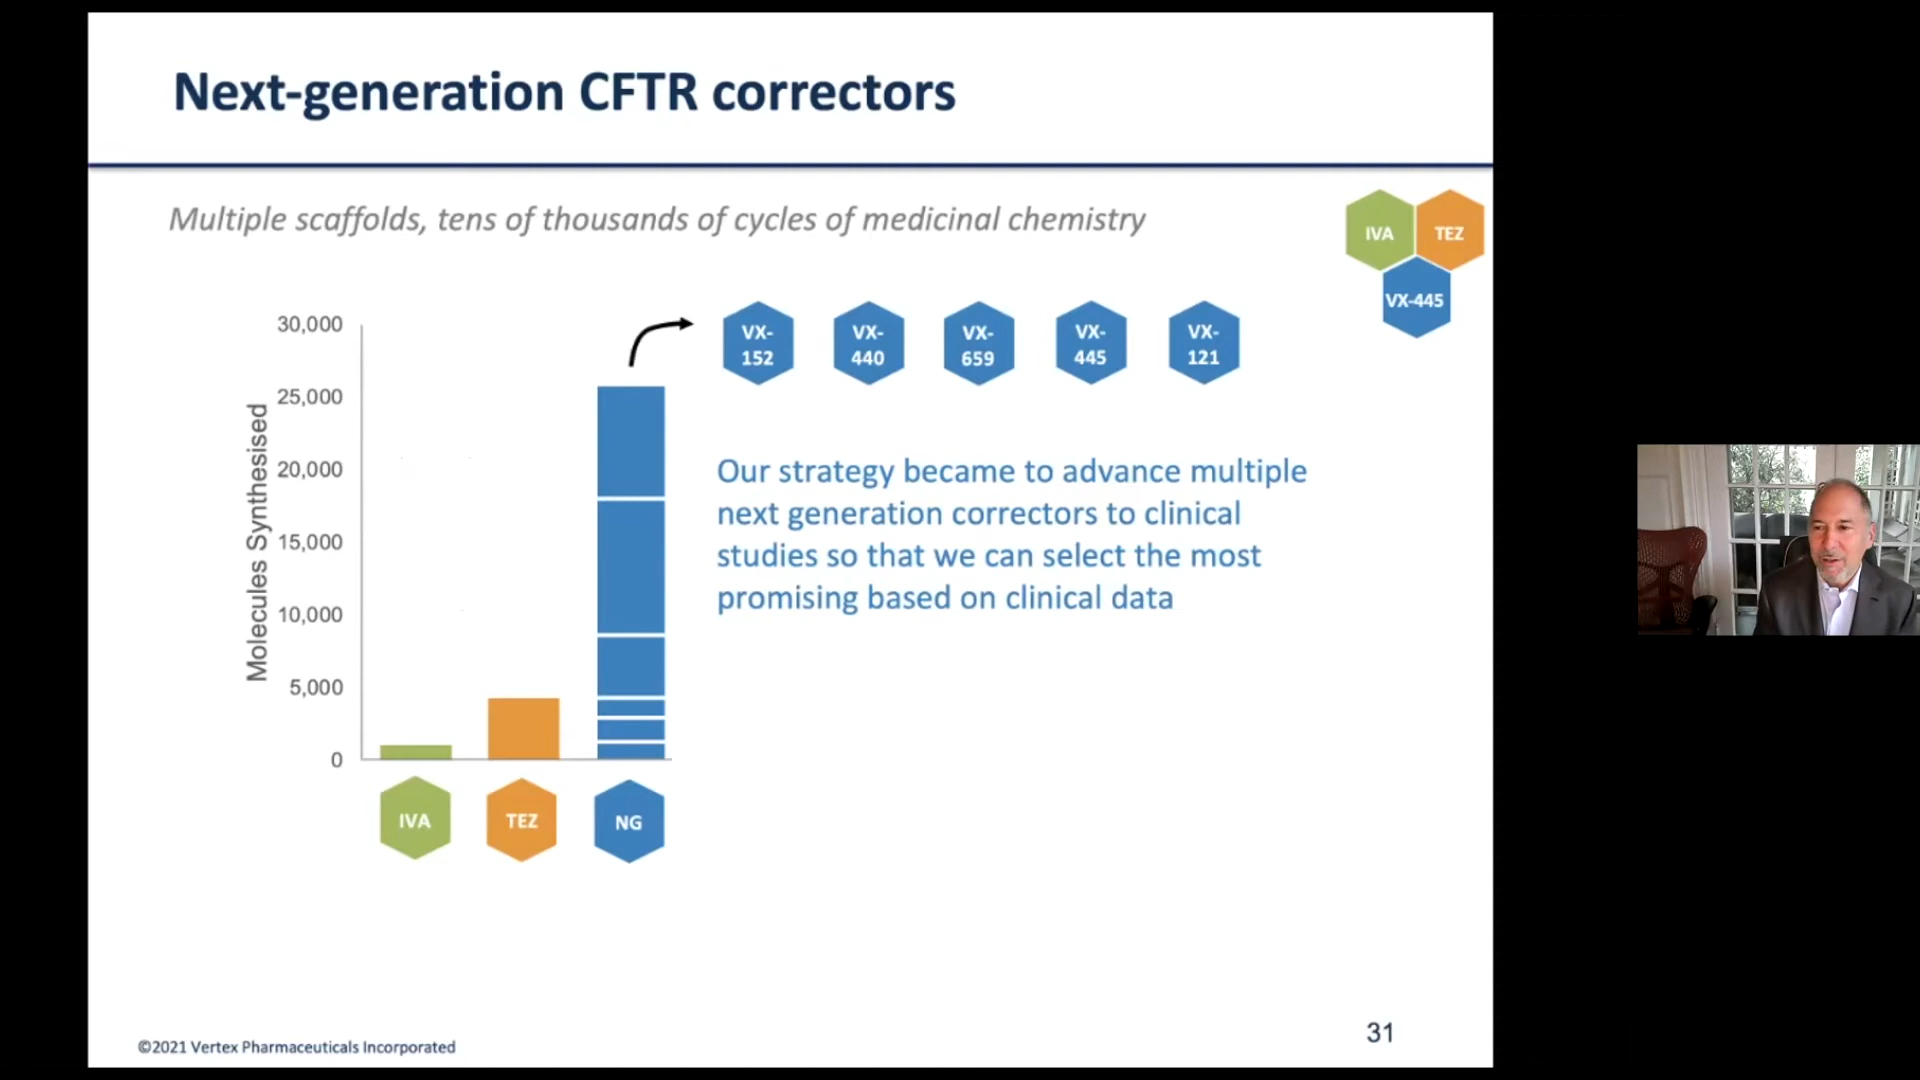 Next-generation CFTR correctors
Multiple scaffolds, tens of thousands of cycles of medicinal chemistry
IVA
TEZ
VX-445
30,000
25,000
20,000
15,000
10,000
5,000
0
Molecules Synthesised
VX-
152
VX-
440
VX-
659
VX-
445
VX-
121
Our strategy became to advance multiple
next generation correctors to clinical
studies so that we can select the most
promising based on clinical data
IVA
TEZ
NG
©2021 Vertex Pharmaceuticals Incorporated
31